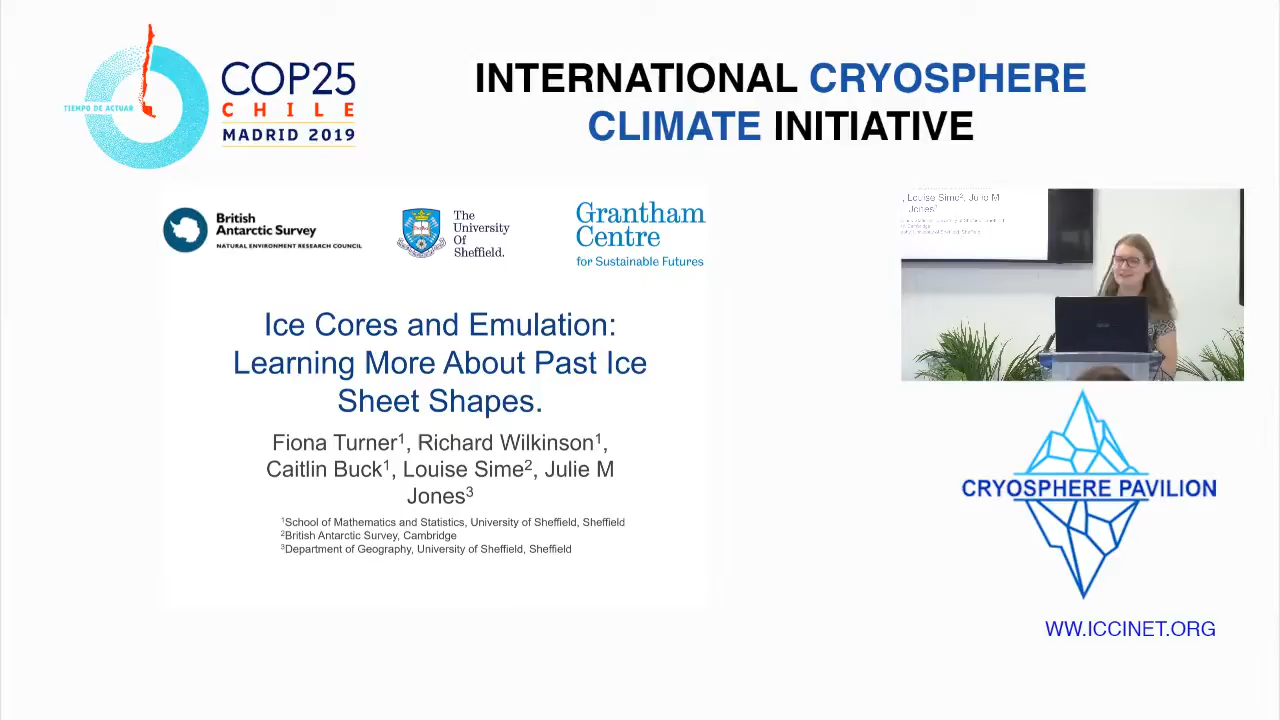 TIEMPO DE ACTUAR
COP25
CHILE
MADRID 2019
INTERNATIONAL CRYOSPHERE
CLIMATE INITIATIVE
British
Antarctic Survey
NATURAL ENVIRONMENT RESEARCH COUNCIL
The
University
Of
Sheffield.
Grantham
Centre
for Sustainable Futures
Ice Cores and Emulation:
Learning More About Past Ice
Sheet Shapes.
Fiona Turner¹, Richard Wilkinson¹,
Caitlin Buck¹, Louise Sime², Julie M
Jones³
¹School of Mathematics and Statistics, University of Sheffield, Sheffield
²British Antarctic Survey, Cambridge
³Department of Geography, University of Sheffield, Sheffield
, Louise Sime², Julie M
Jones³
CRYOSPHERE PAVILION
WW.ICCINET.ORG